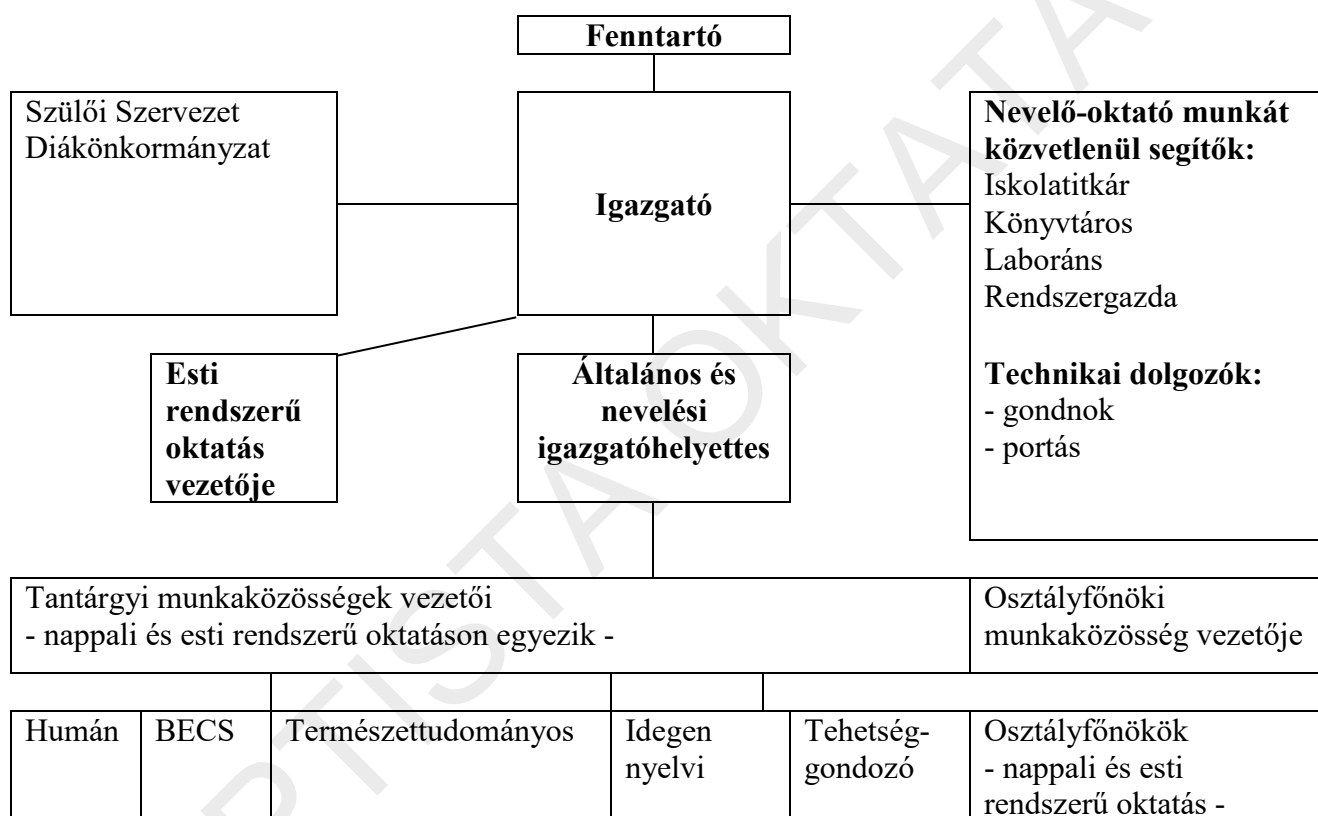 Fenntartó
Szülői Szervezet
Diákönkormányzat
Igazgató
Nevelő-oktató munkát
közvetlenül segítők:
Iskolatitkár
Könyvtáros
Laboráns
Rendszergazda
Technikai dolgozók:
- gondnok
- portás
Esti
rendszerű
oktatás
vezetője
Általános és
nevelési
igazgatóhelyettes
Tantárgyi munkaközösségek vezetői
- nappali és esti rendszerű oktatáson egyezik -
Osztályfőnöki
munkaközösség vezetője
Humán
BECS
Természettudományos
Idegen
nyelvi
Tehetség-
gondozó
Osztályfőnökök
- nappali és esti
rendszerű oktatás -
PTISTA OKTATA